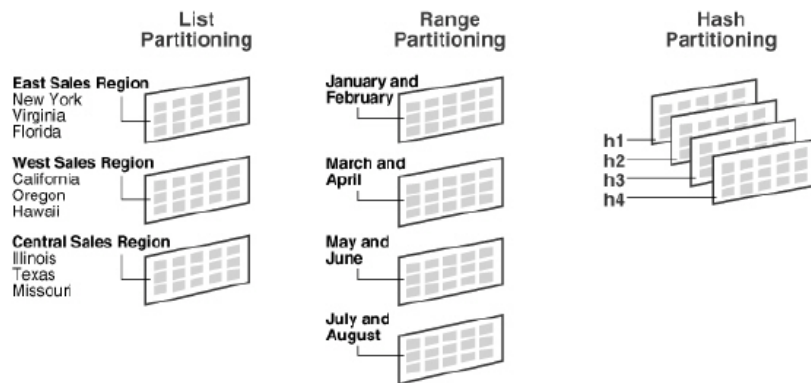 List
Partitioning
East Sales Region
New York
Virginia
Florida
West Sales Region
California
Oregon
Hawaii
Central Sales Region
Illinois
Texas
Missouri
Range
Partitioning
January and
February
March and
April
May and
June
July and
August
Hash
Partitioning
h1
h2
h3
h4